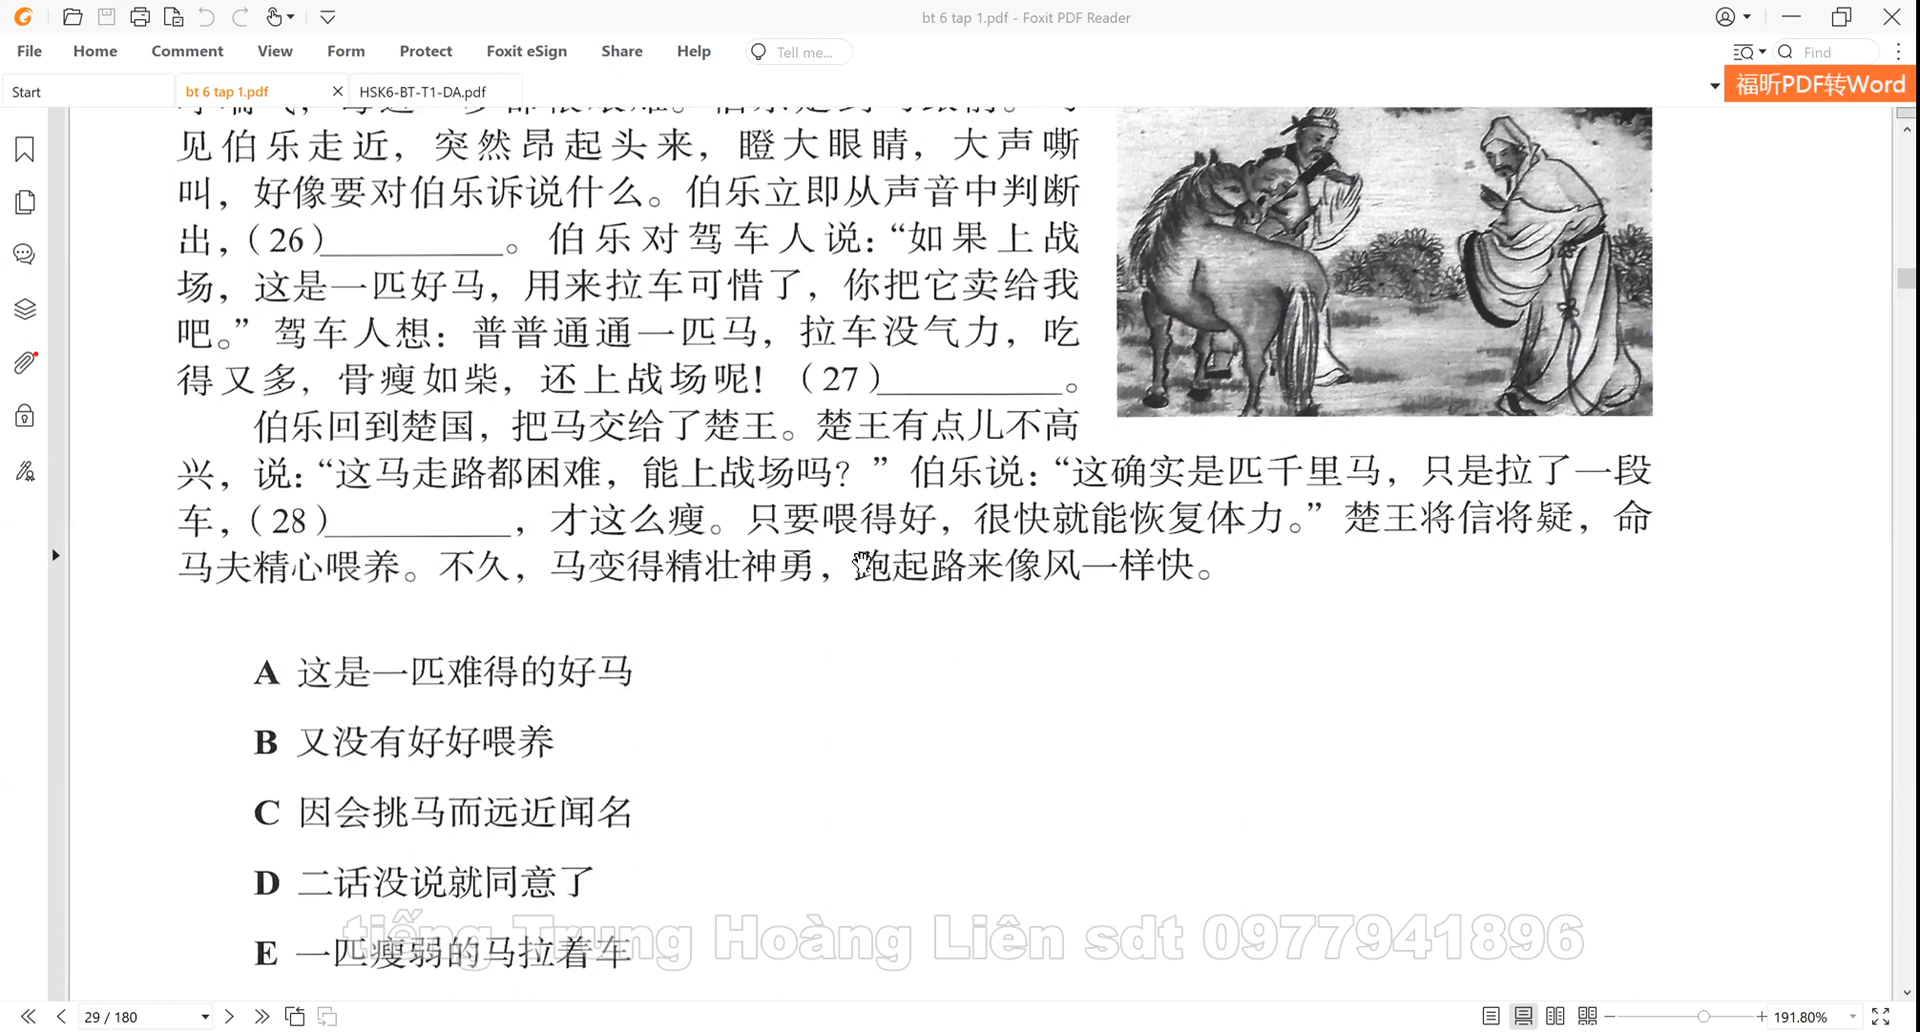 bt 6 tap 1.pdf - Foxit PDF Reader
File Home Comment View Form Protect Foxit eSign Share Help Tell me... Find
Start bt 6 tap 1.pdf HSK6-BT-T1-DA.pdf 福昕PDF转Word
见伯乐走近，突然昂起头来，瞪大眼睛，大声嘶
叫，好像要对伯乐诉说什么。伯乐立即从声音中判断
出，（26）__________。伯乐对驾车人说：“如果上战
场，这是一匹好马，用来拉车可惜了，你把它卖给我
吧。”驾车人想：普普通通一匹马，拉车没气力，吃
得又多，骨瘦如柴，还上战场呢！（27）__________。
伯乐回到楚国，把马交给了楚王。楚王有点儿不高
兴，说：“这马走路都困难，能上战场吗？”伯乐说：“这确实是匹千里马，只是拉了一段
车，（28）__________，才这么瘦。只要喂得好，很快就能恢复体力。”楚王将信将疑，命
马夫精心喂养。不久，马变得精壮神勇，跑起路来像风一样快。
A 这是一匹难得的好马
B 又没有好好喂养
C 因会挑马而远近闻名
D 二话没说就同意了
tiếng Trung Hoàng Liên sdt 0977941896
E 一匹瘦弱的马拉着车
29 / 180 191.80%